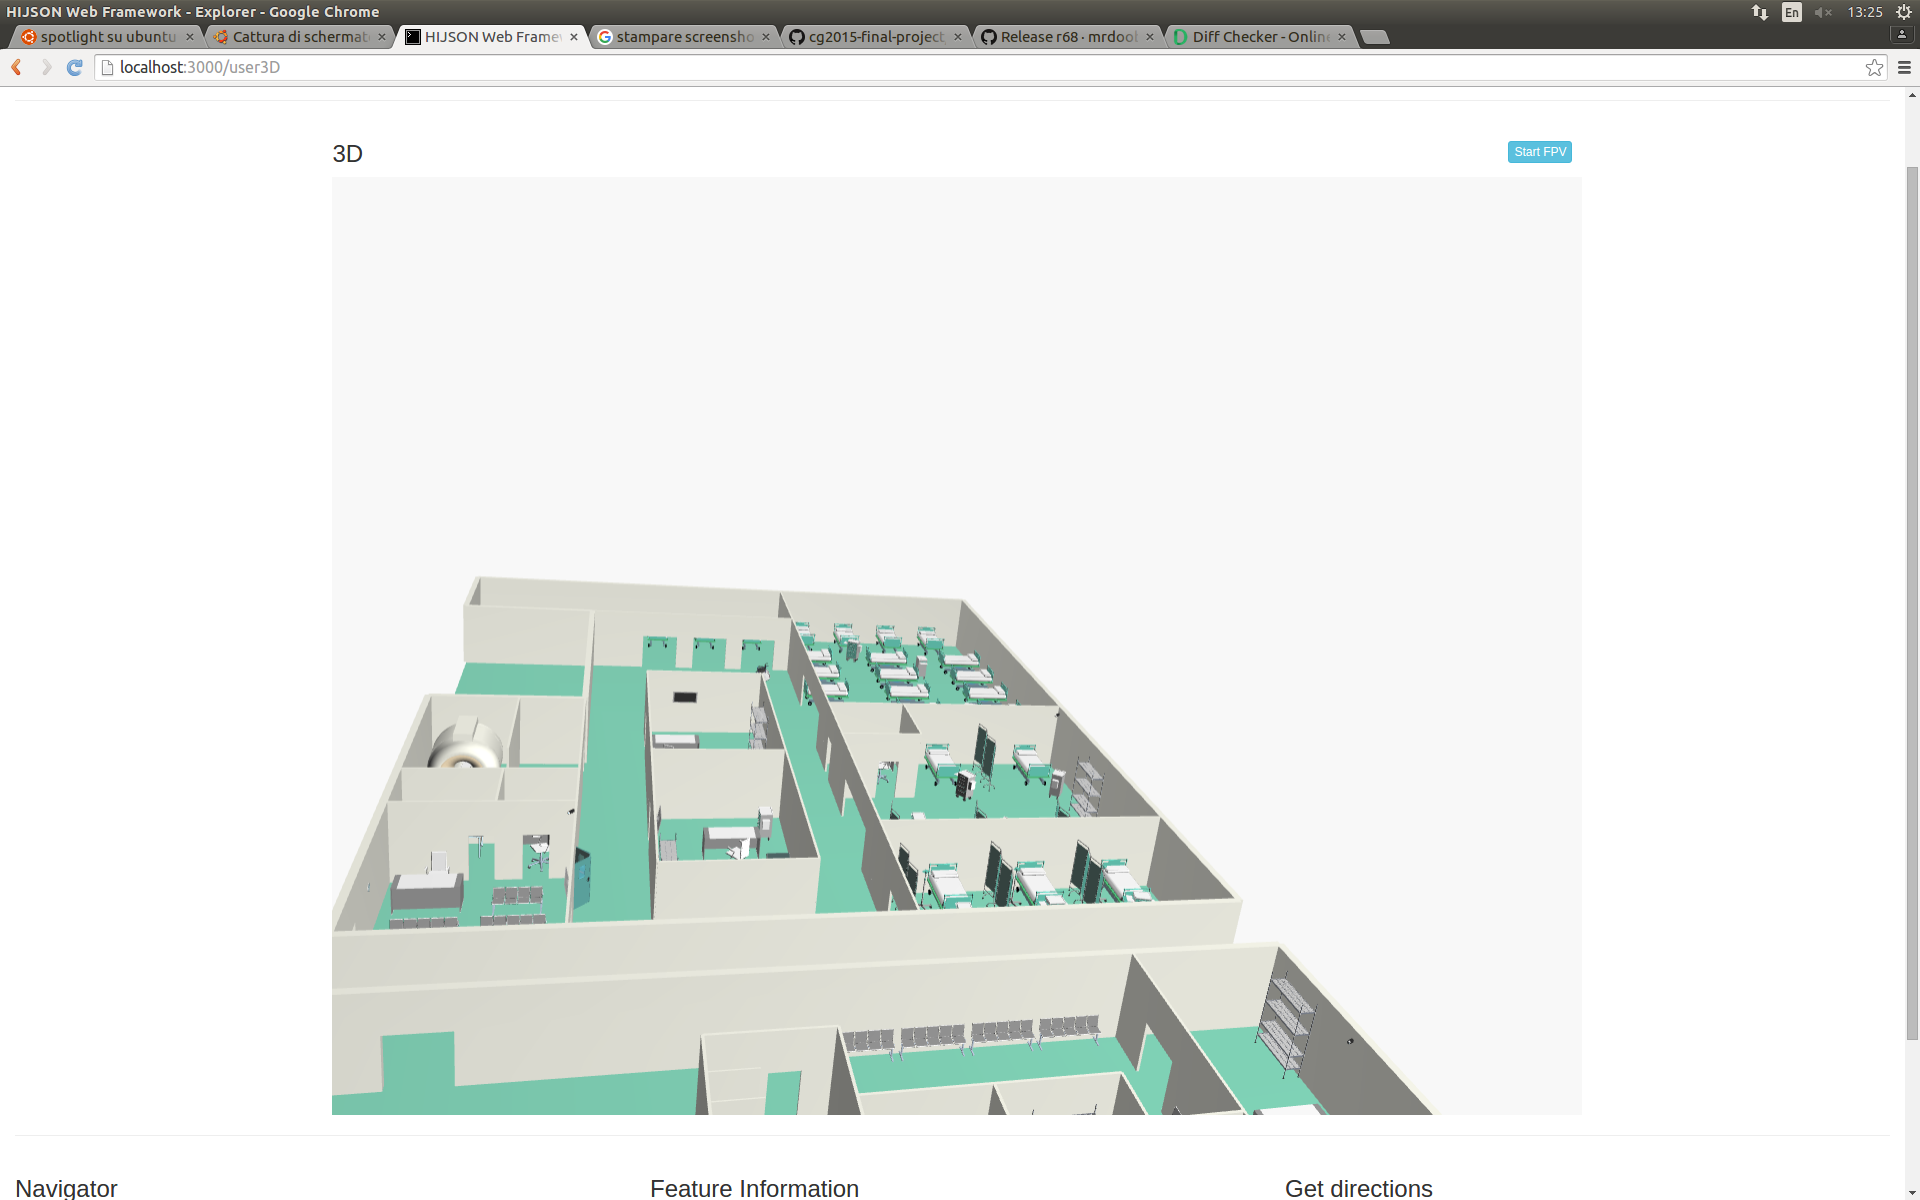 HIJSON Web Framework - Explorer - Google Chrome
En
13:25
spotlight su ubuntu
Cattura di schermat
HIJSON Web Frame
stampare screensho
cg2015-final-project
Release r68 · mrdoob
Diff Checker - Online
localhost:3000/user3D
3D
Start FPV
Navigator
Feature Information
Get directions